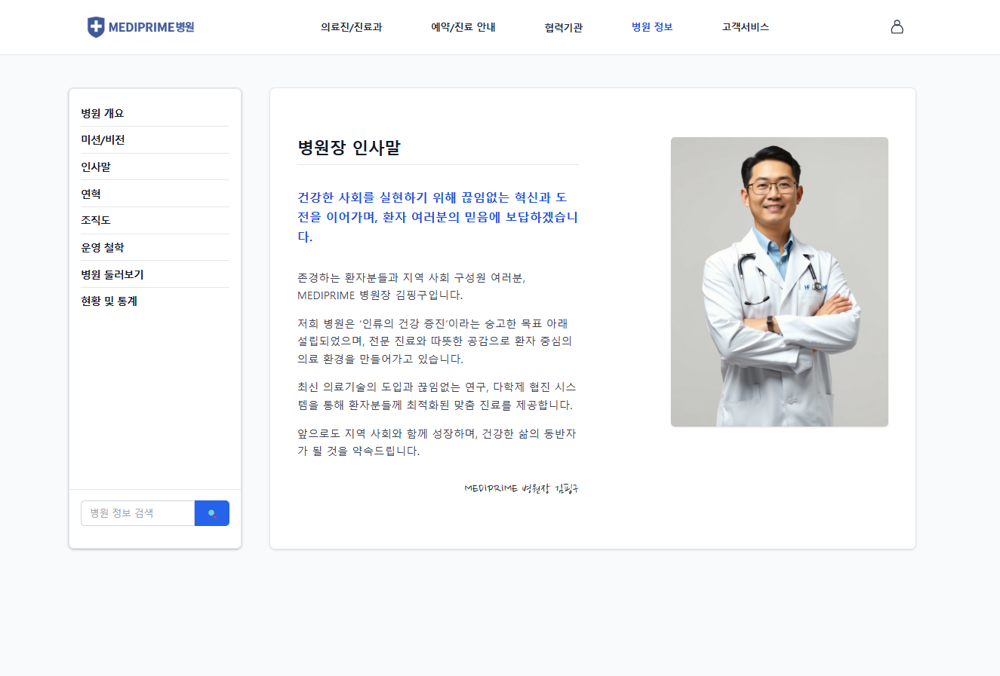 MEDIPRIME병원
의료진/진료과
예약/진료 안내
협력기관
병원 정보
고객서비스
병원 개요
미션/비전
인사말
연혁
조직도
운영 철학
병원 둘러보기
현황 및 통계
병원 정보 검색
병원장 인사말
건강한 사회를 실현하기 위해 끊임없는 혁신과 도
전을 이어가며, 환자 여러분의 믿음에 보답하겠습니
다.
존경하는 환자분들과 지역 사회 구성원 여러분,
MEDIPRIME 병원장 김핑구입니다.
저희 병원은 ‘인류의 건강 증진’이라는 숭고한 목표 아래
설립되었으며, 전문 진료와 따뜻한 공감으로 환자 중심의
의료 환경을 만들어가고 있습니다.
최신 의료기술의 도입과 끊임없는 연구, 다학제 협진 시스
템을 통해 환자분들께 최적화된 맞춤 진료를 제공합니다.
앞으로도 지역 사회와 함께 성장하며, 건강한 삶의 동반자
가 될 것을 약속드립니다.
MEDIPRIME 병원장 김핑구